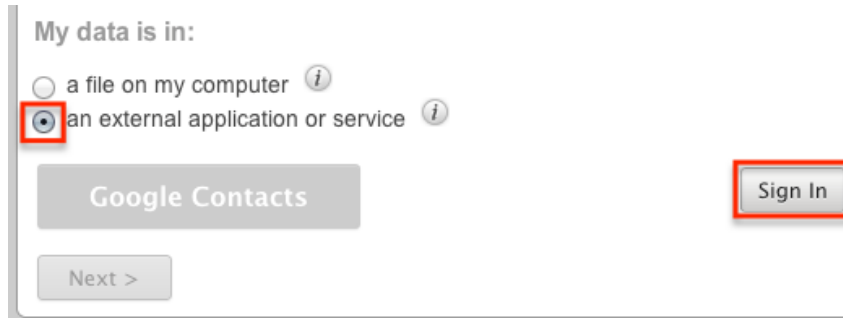 My data is in:
a file on my computer i
an external application or service i
Google Contacts
Sign In
Next >